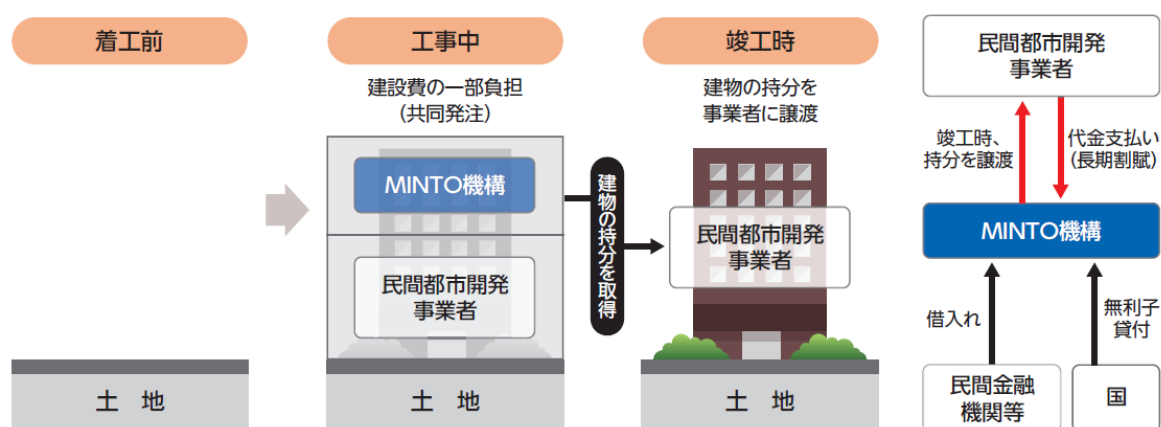 着工前
土　地
工事中
建設費の一部負担
（共同発注）
MINTO機構
民間都市開発
事業者
土　地
建物の持分を取得
竣工時
建物の持分を
事業者に譲渡
民間都市開発
事業者
土　地
民間都市開発
事業者
竣工時、
持分を譲渡
代金支払い
（長期割賦）
MINTO機構
借入れ
無利子
貸付
民間金融
機関等
国